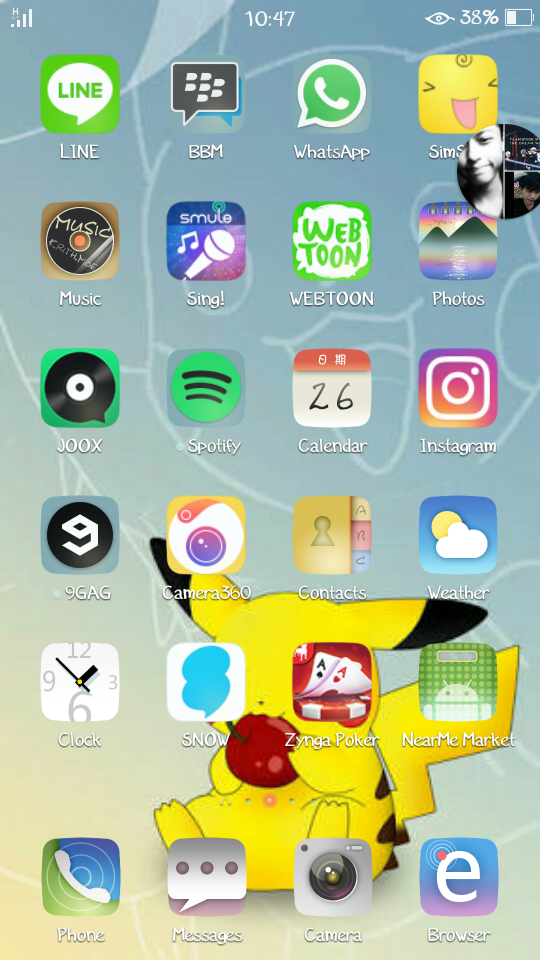 H
10:47
38%
LINE
LINE
BBM
WhatsApp
SimS
MUSIC
smule
WEB
TOON
Music
Sing!
WEBTOON
Photos
日 期
26
JOOX
Spotify
Calendar
Instagram
A
B
C
9GAG
Camera360
Contacts
Weather
12
9
3
6
A
A
Clock
SNOW
Zynga Poker
NearMe Market
e
Phone
Messages
Camera
Browser